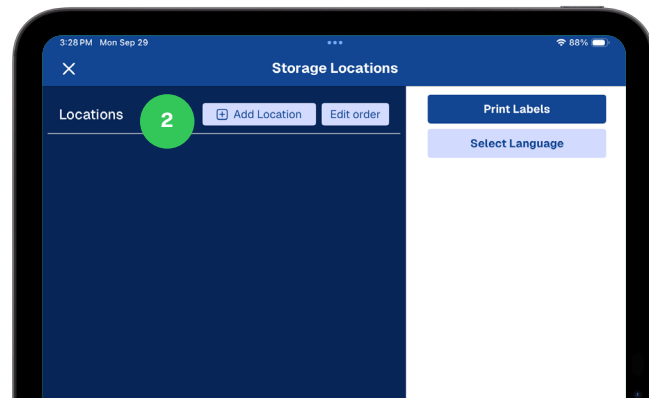 3:28 PM Mon Sep 29
88%
Storage Locations
Locations
2
Add Location
Edit order
Print Labels
Select Language